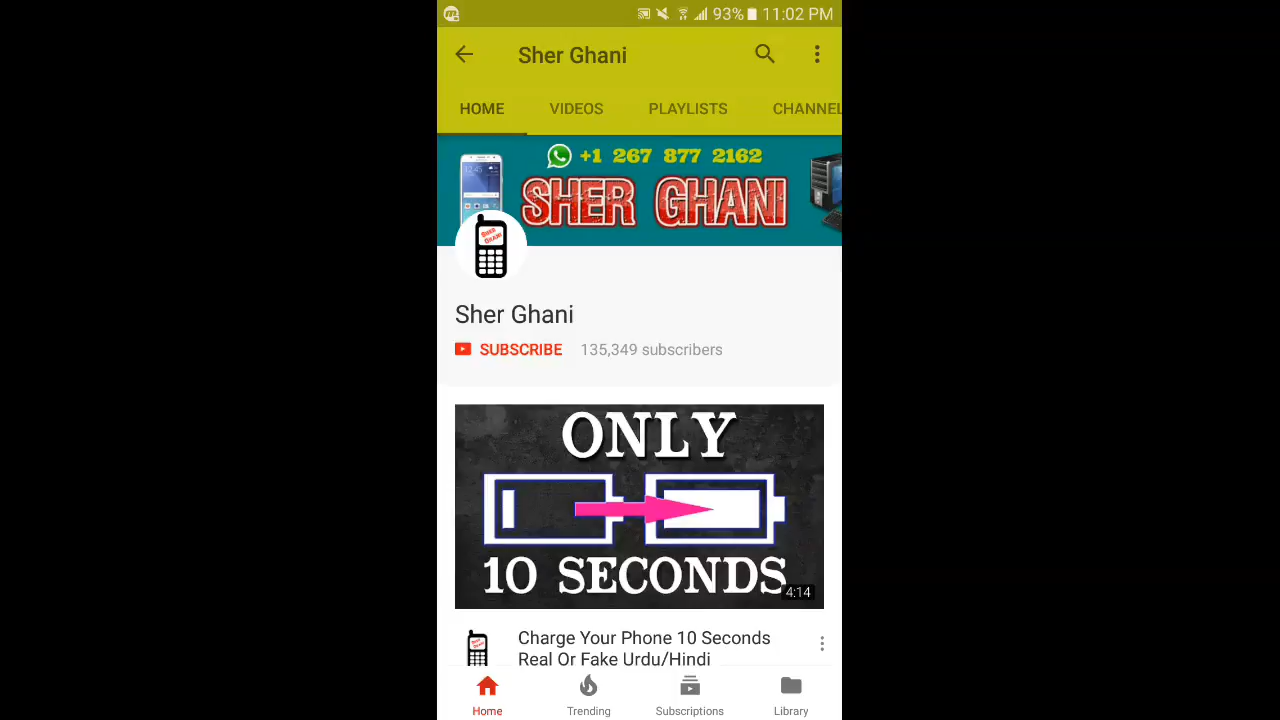 93% 11:02 PM
Sher Ghani
HOME VIDEOS PLAYLISTS CHANNEL
+1 267 877 2162
SHER GHANI
SHER GHANI
Sher Ghani
SUBSCRIBE 135,349 subscribers
ONLY
10 SECONDS
4:14
Charge Your Phone 10 Seconds
Real Or Fake Urdu/Hindi
Home Trending Subscriptions Library